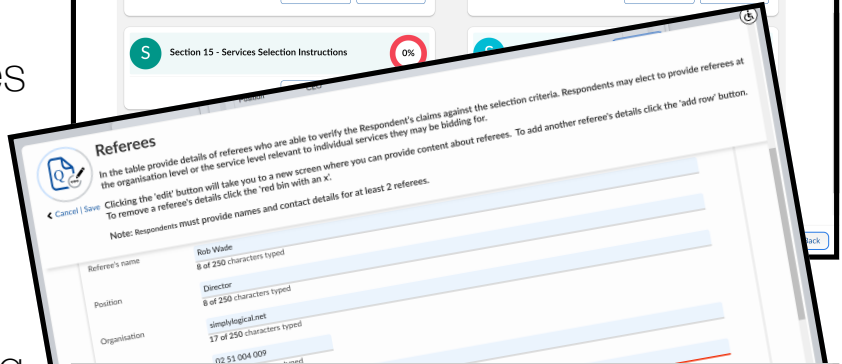 es
S Section 15 - Services Selection Instructions 0%
S
CEO
Position
Referees
In the table provide details of referees who are able to verify the Respondent's claims against the selection criteria. Respondents may elect to provide referees at
the organisation level or the service level relevant to individual services they may be bidding for.
Clicking the 'edit' button will take you to a new screen where you can provide content about referees. To add another referee's details click the 'add row' button.
To remove a referee's details click the 'red bin with an x'.
Note: Respondents must provide names and contact details for at least 2 referees.
Cancel | Save
Referee's name
Rob Wade
8 of 250 characters typed
Position
Director
8 of 250 characters typed
Organisation
simplylogical.net
17 of 250 characters typed
02 51 004 009
Back